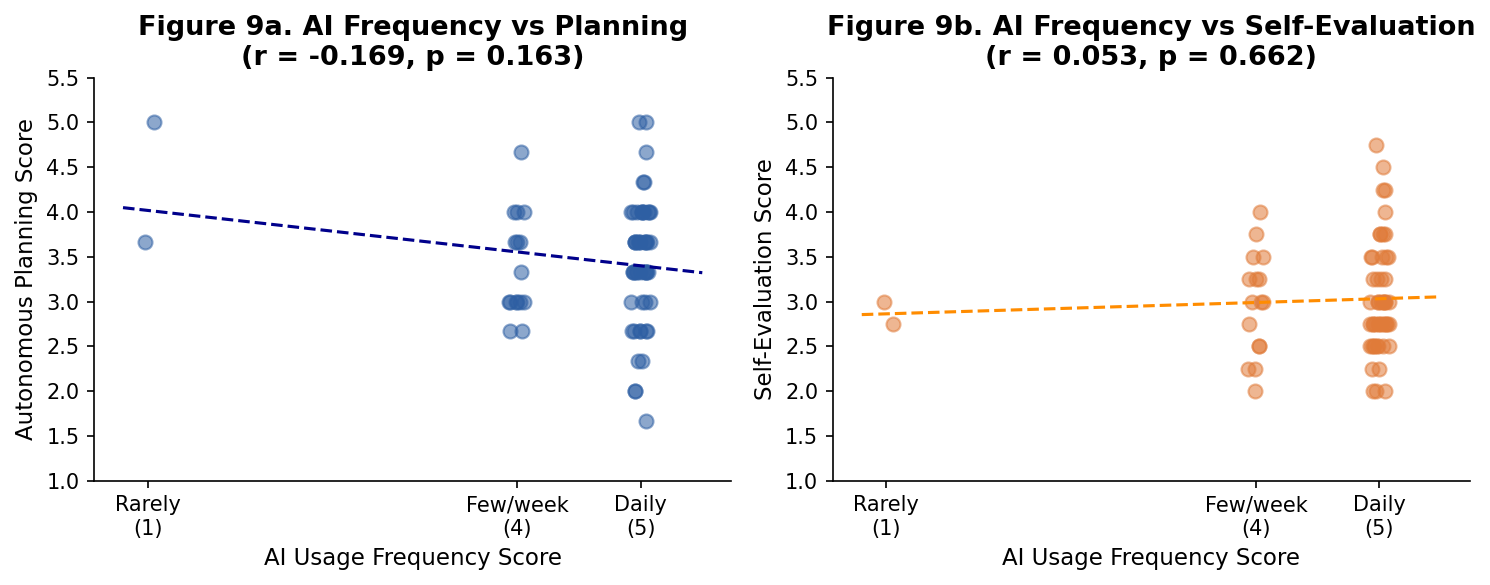 Figure 9a. AI Frequency vs Planning
(r = -0.169, p = 0.163)
Autonomous Planning Score
5.5
5.0
4.5
4.0
3.5
3.0
2.5
2.0
1.5
1.0
Rarely
(1)
Few/week
(4)
Daily
(5)
AI Usage Frequency Score
Figure 9b. AI Frequency vs Self-Evaluation
(r = 0.053, p = 0.662)
Self-Evaluation Score
5.5
5.0
4.5
4.0
3.5
3.0
2.5
2.0
1.5
1.0
Rarely
(1)
Few/week
(4)
Daily
(5)
AI Usage Frequency Score